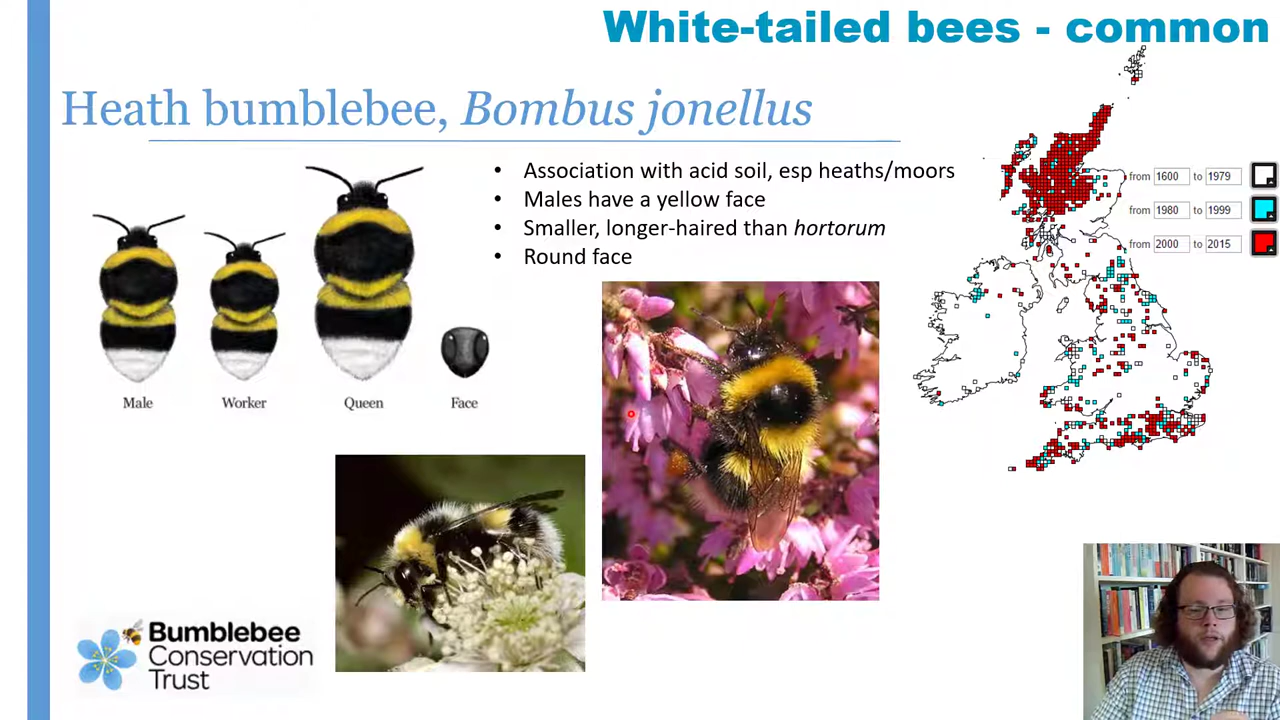 White-tailed bees - common
Heath bumblebee, Bombus jonellus
• Association with acid soil, esp heaths/moors
• Males have a yellow face
• Smaller, longer-haired than hortorum
• Round face
Male
Worker
Queen
Face
from 1600 to 1979
from 1980 to 1999
from 2000 to 2015
Bumblebee
Conservation
Trust